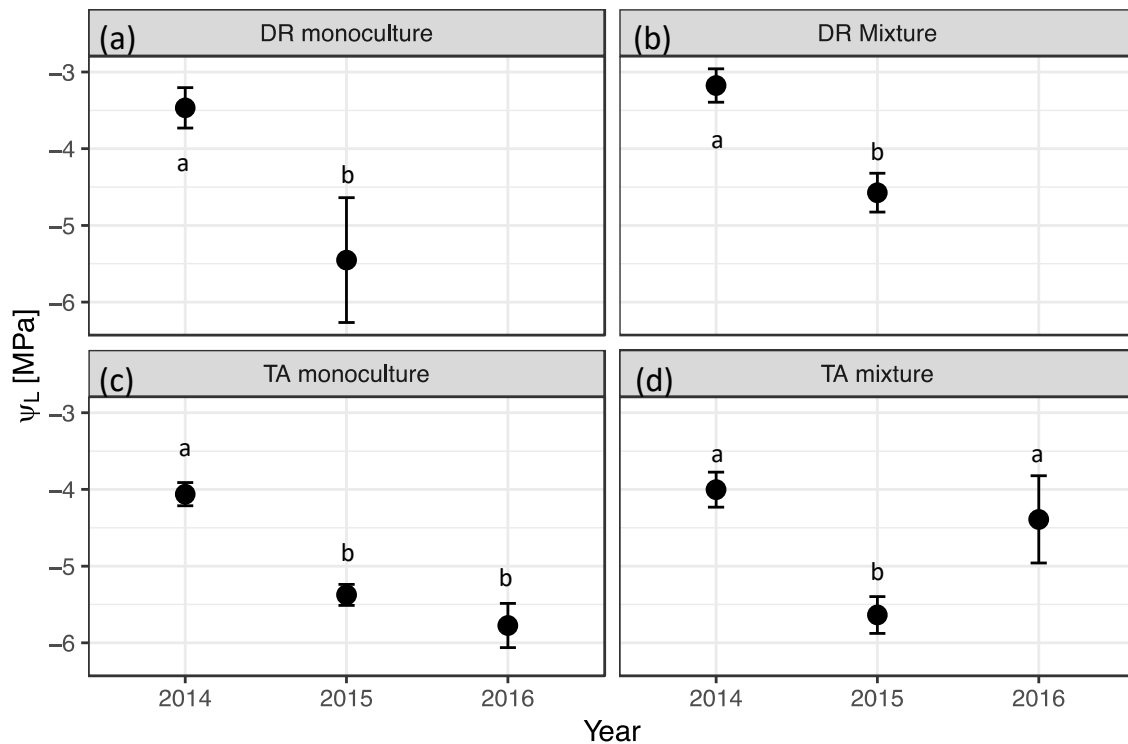 (a) DR monoculture
(b) DR Mixture
−3
−4
−5
−6
a
b
a
b
(c) TA monoculture
(d) TA mixture
−3
−4
−5
−6
a
b
b
a
b
a
ψL [MPa]
2014 2015 2016
2014 2015 2016
Year